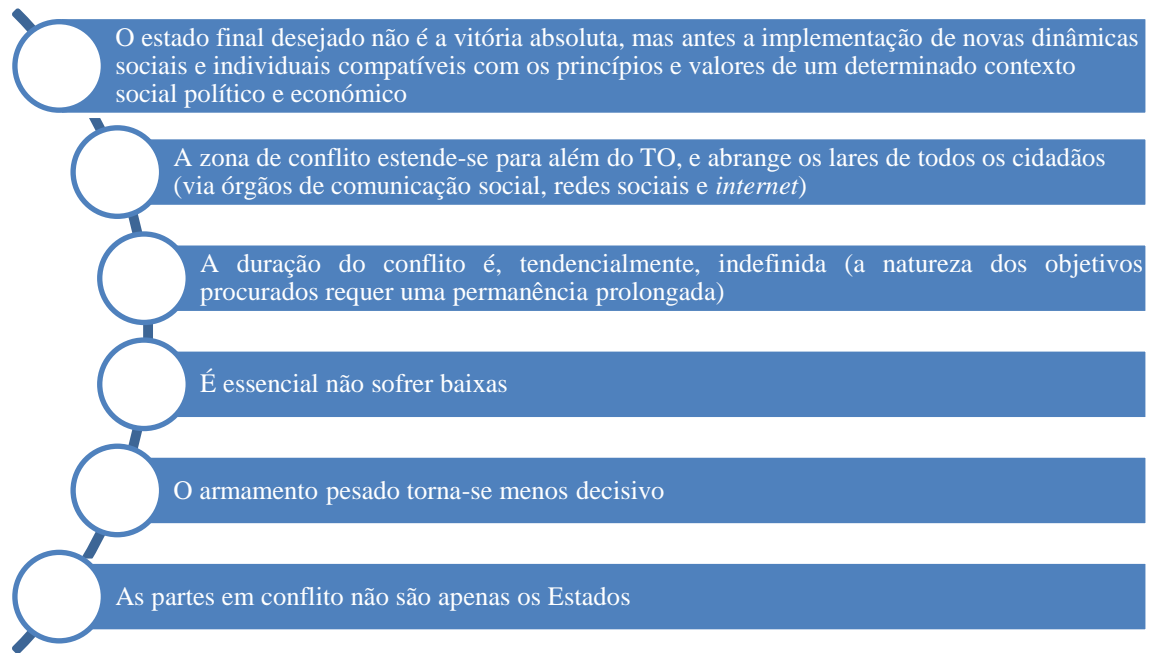 O estado final desejado não é a vitória absoluta, mas antes a implementação de novas dinâmicas
sociais e individuais compatíveis com os princípios e valores de um determinado contexto
social político e económico
A zona de conflito estende-se para além do TO, e abrange os lares de todos os cidadãos
(via órgãos de comunicação social, redes sociais e internet)
A duração do conflito é, tendencialmente, indefinida (a natureza dos objetivos
procurados requer uma permanência prolongada)
É essencial não sofrer baixas
O armamento pesado torna-se menos decisivo
As partes em conflito não são apenas os Estados